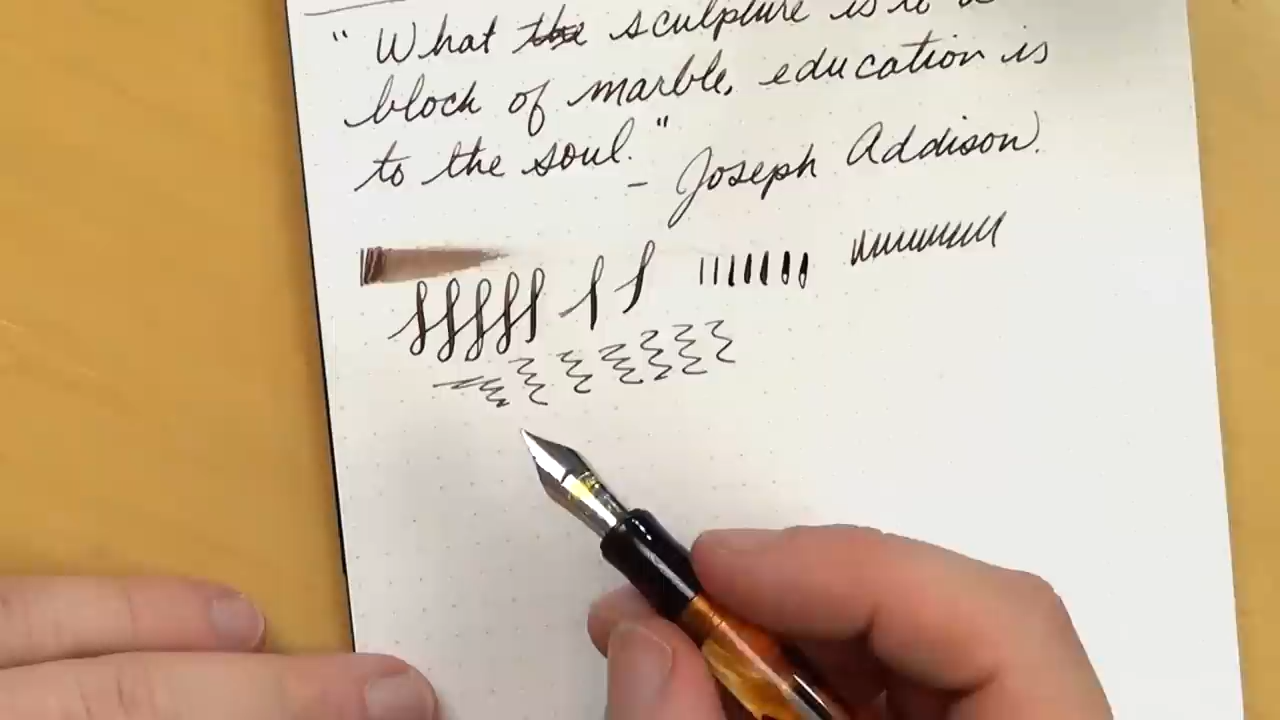 " What the sculpture is to a
block of marble, education is
to the soul."
- Joseph Addison.